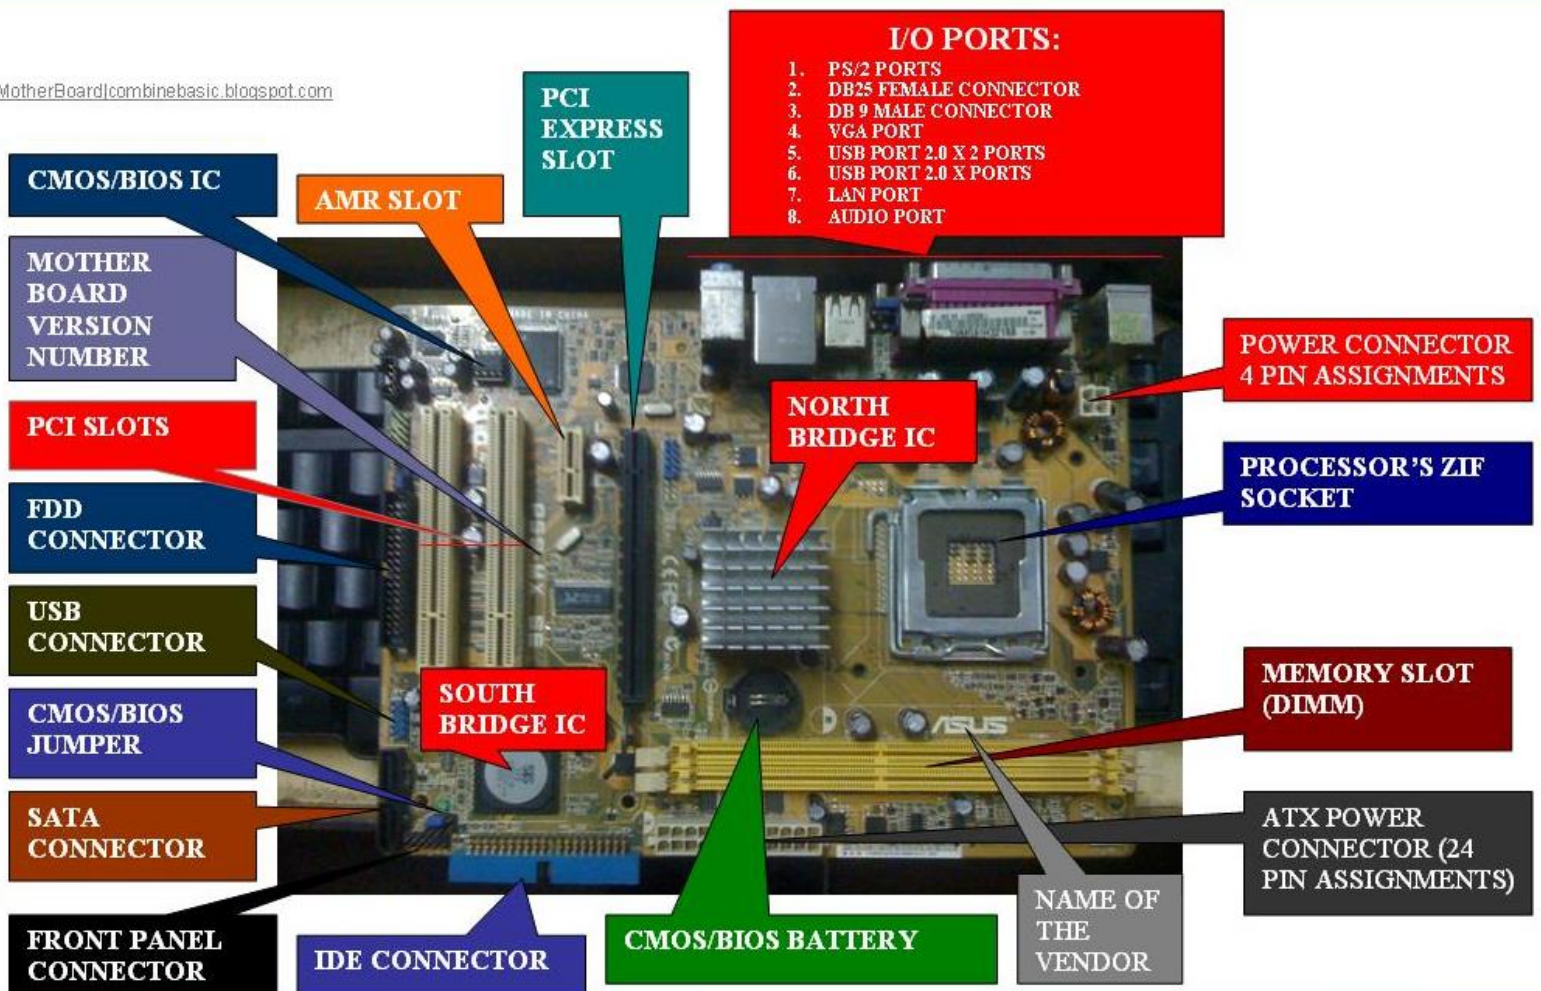 MotherBoard|combinebasic.blogspot.com
I/O PORTS:
1. PS/2 PORTS
2. DB25 FEMALE CONNECTOR
3. DB 9 MALE CONNECTOR
4. VGA PORT
5. USB PORT 2.0 X 2 PORTS
6. USB PORT 2.0 X PORTS
7. LAN PORT
8. AUDIO PORT
PCI
EXPRESS
SLOT
CMOS/BIOS IC
AMR SLOT
MOTHER
BOARD
VERSION
NUMBER
MADE IN CHINA
POWER CONNECTOR
4 PIN ASSIGNMENTS
NORTH
BRIDGE IC
PCI SLOTS
PROCESSOR'S ZIF
SOCKET
FDD
CONNECTOR
USB
CONNECTOR
SOUTH
BRIDGE IC
MEMORY SLOT
(DIMM)
CMOS/BIOS
JUMPER
ASUS
SATA
CONNECTOR
ATX POWER
CONNECTOR (24
PIN ASSIGNMENTS)
NAME OF
THE
VENDOR
FRONT PANEL
CONNECTOR
IDE CONNECTOR
CMOS/BIOS BATTERY